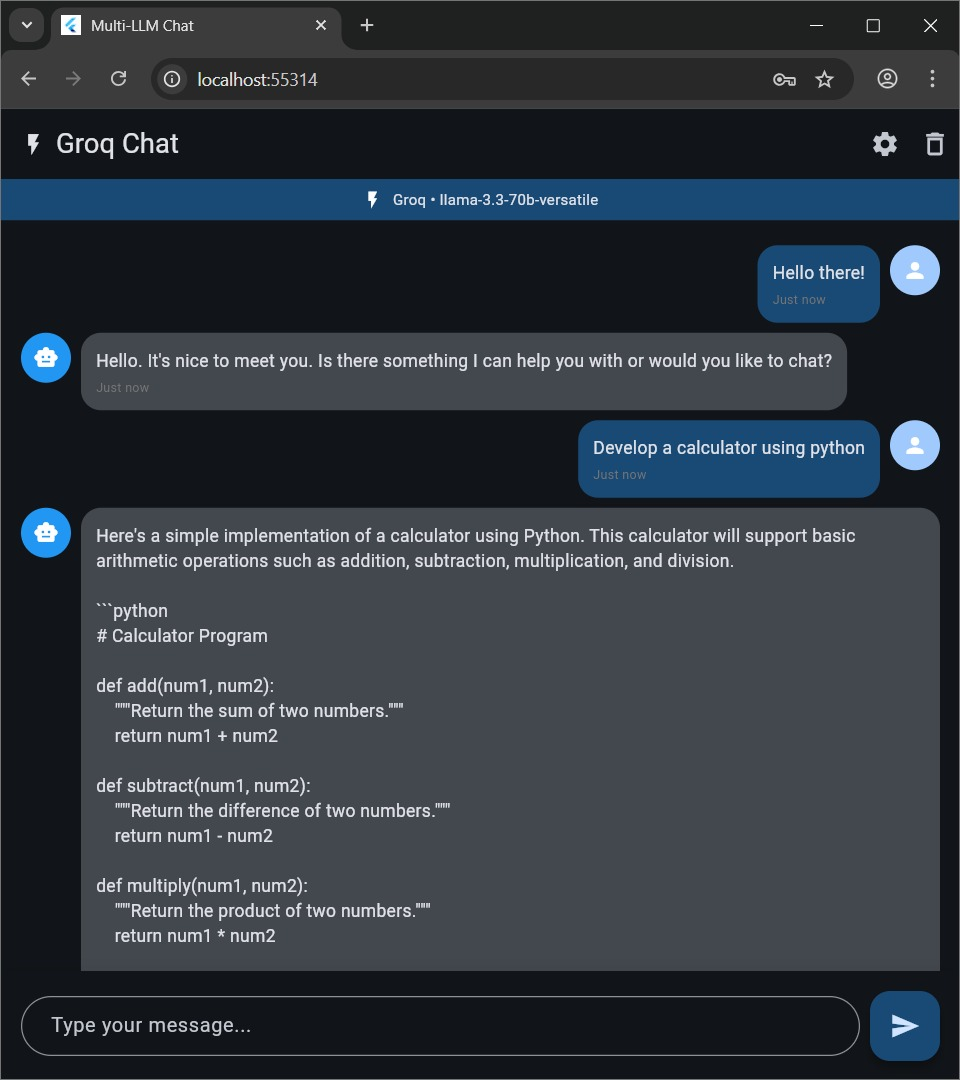 Multi-LLM Chat
localhost:55314
Groq Chat
Groq • llama-3.3-70b-versatile
Hello there!
Just now
Hello. It's nice to meet you. Is there something I can help you with or would you like to chat?
Just now
Develop a calculator using python
Just now
Here's a simple implementation of a calculator using Python. This calculator will support basic
arithmetic operations such as addition, subtraction, multiplication, and division.
```python
# Calculator Program
def add(num1, num2):
    """Return the sum of two numbers."""
    return num1 + num2
def subtract(num1, num2):
    """Return the difference of two numbers."""
    return num1 - num2
def multiply(num1, num2):
    """Return the product of two numbers."""
    return num1 * num2
Type your message...